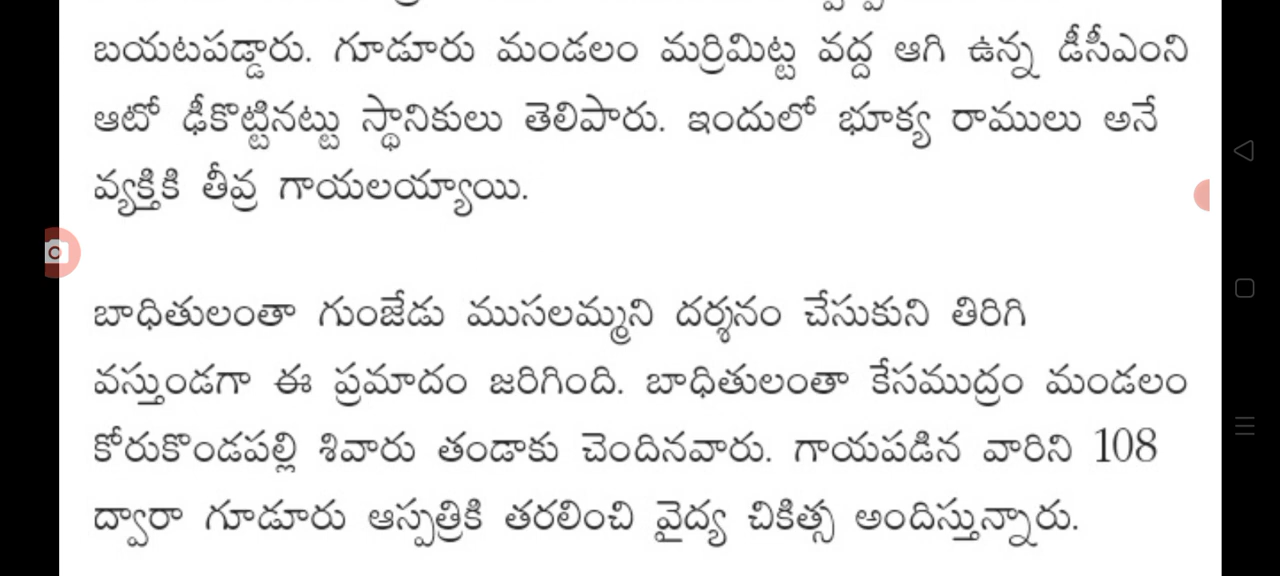 బయటపడ్డారు. గూడూరు మండలం మర్రిమిట్ట వద్ద ఆగి ఉన్న డీసీఎంని
ఆటో ఢీకొట్టినట్టు స్థానికులు తెలిపారు. ఇందులో భూక్య రాములు అనే
వ్యక్తికి తీవ్ర గాయలయ్యాయి.
బాధితులంతా గుంజేడు ముసలమ్మని దర్శనం చేసుకుని తిరిగి
వస్తుండగా ఈ ప్రమాదం జరిగింది. బాధితులంతా కేసముద్రం మండలం
కోరుకొండపల్లి శివారు తండాకు చెందినవారు. గాయపడిన వారిని 108
ద్వారా గూడూరు ఆస్పత్రికి తరలించి వైద్య చికిత్స అందిస్తున్నారు.